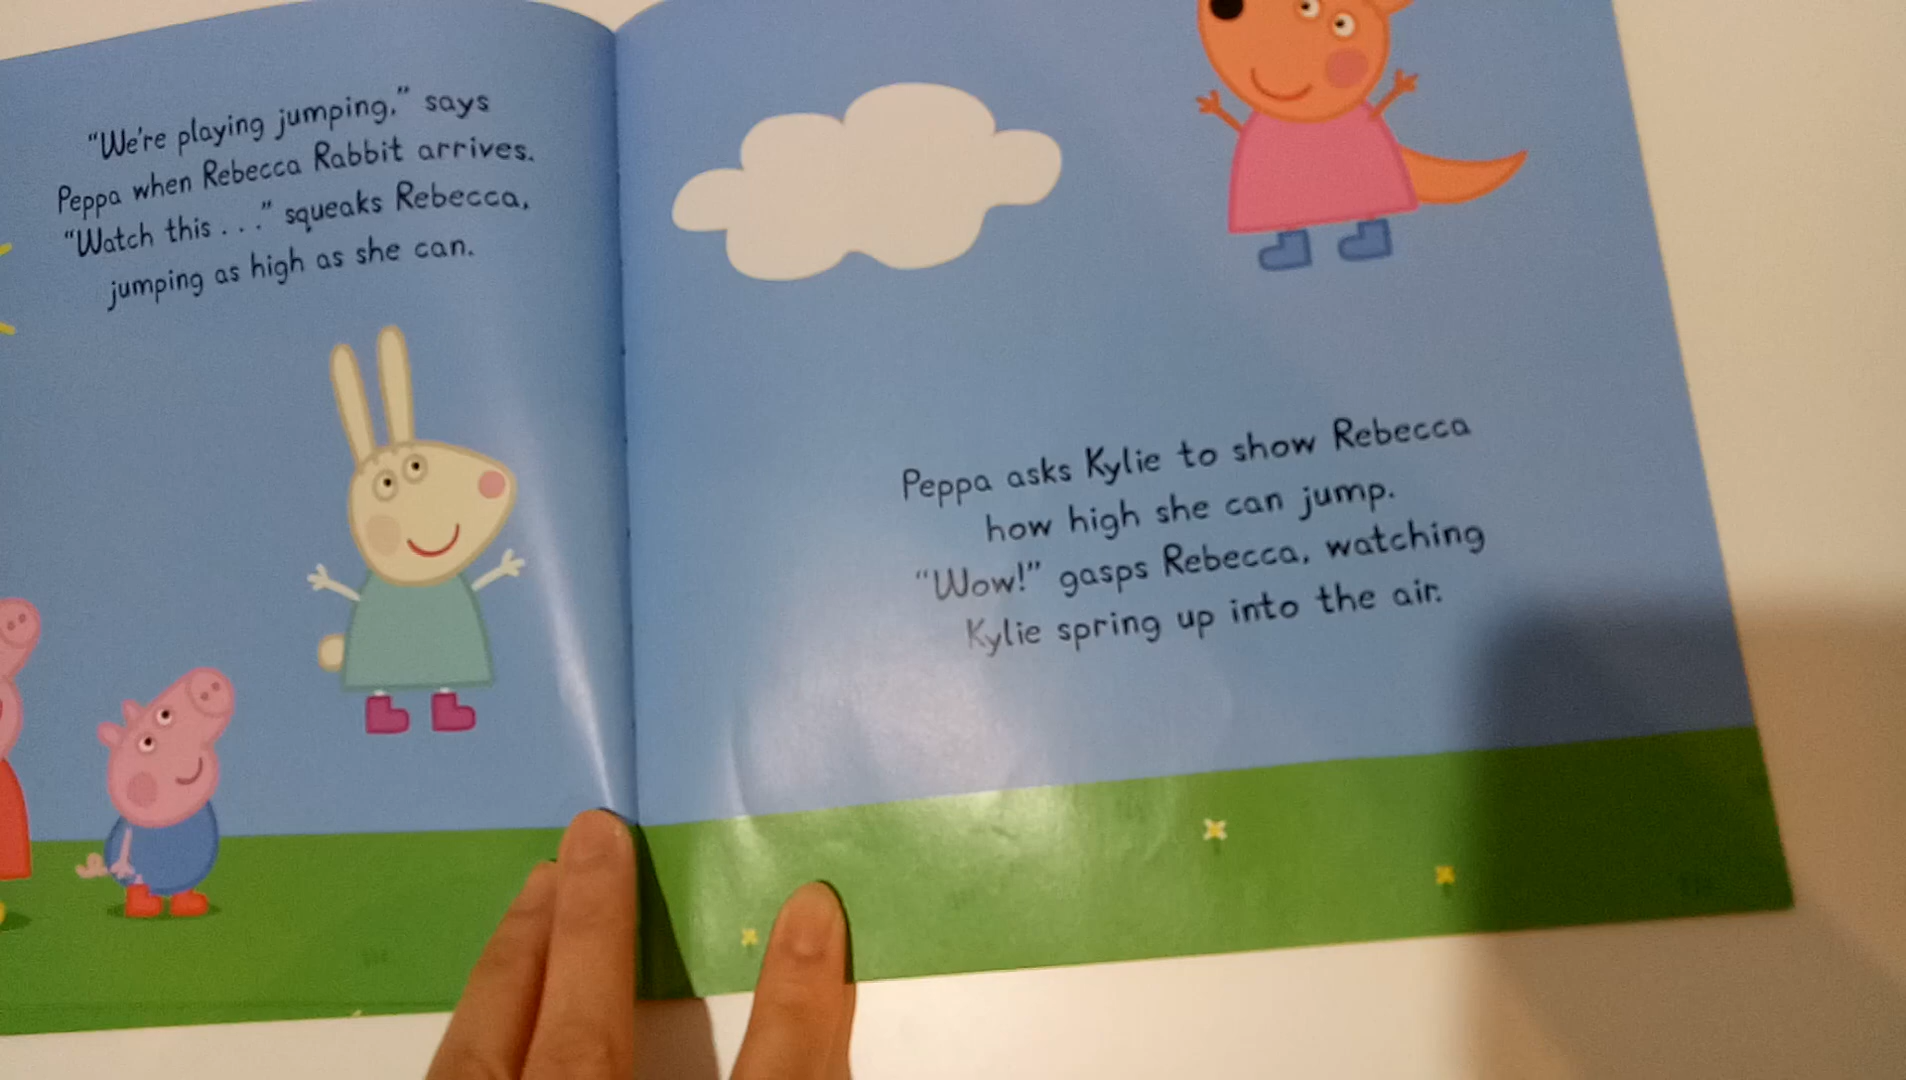 “We're playing jumping,” says
Peppa when Rebecca Rabbit arrives.
“Watch this . . .” squeaks Rebecca,
jumping as high as she can.
Peppa asks Kylie to show Rebecca
how high she can jump.
“Wow!” gasps Rebecca, watching
Kylie spring up into the air.